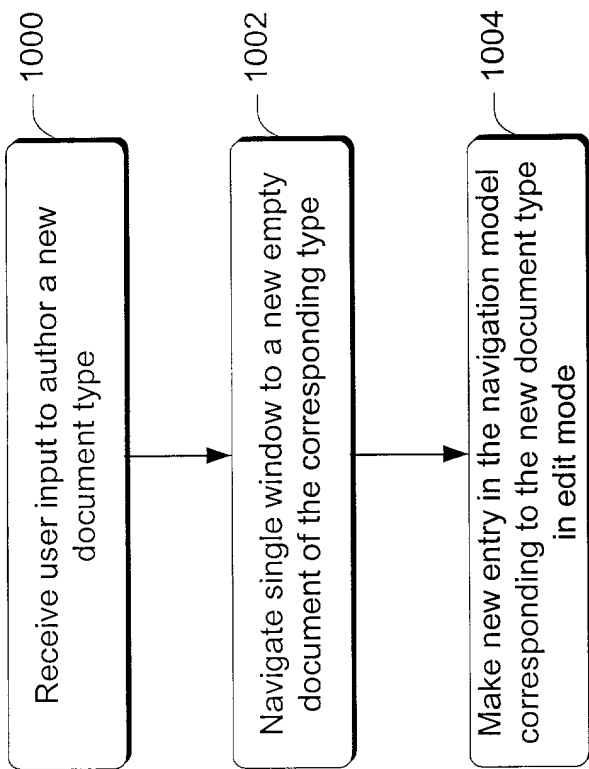 1000
Receive user input to author a new
document type
1002
Navigate single window to a new empty
document of the corresponding type
1004
Make new entry in the navigation model
corresponding to the new document type
in edit mode